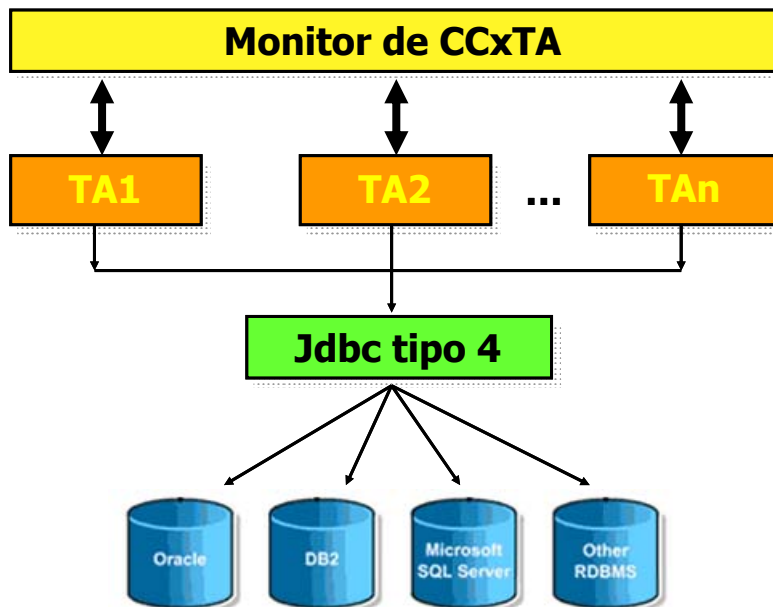 Monitor de CCxTA
TA1
TA2
...
TAn
Jdbc tipo 4
Oracle
DB2
Microsoft
SQL Server
Other
RDBMS